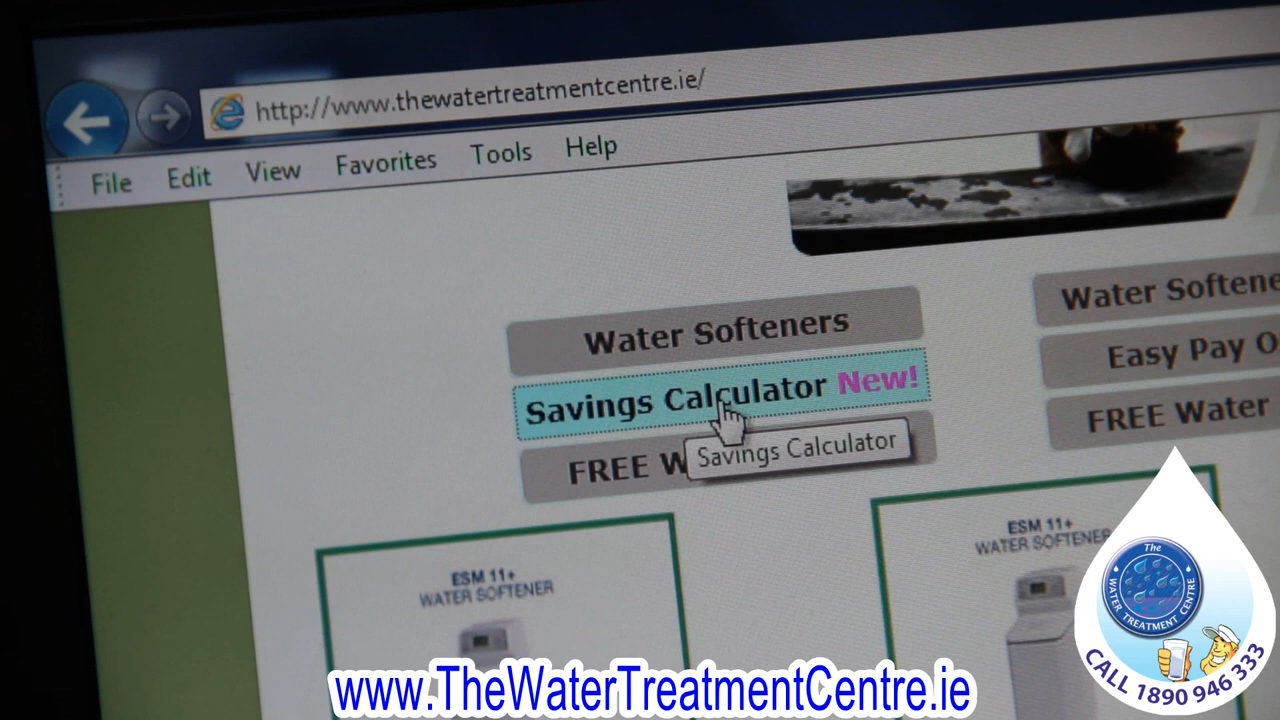 http://www.thewatertreatmentcentre.ie/
File Edit View Favorites Tools Help
Water Softeners
Savings Calculator New!
Savings Calculator
FREE W
Water Softene
Easy Pay O
FREE Water
ESM 11+
WATER SOFTENER
ESM 11+
WATER SOFTENER
The
WATER TREATMENT CENTRE
CALL 1890 946 333
www.TheWaterTreatmentCentre.ie